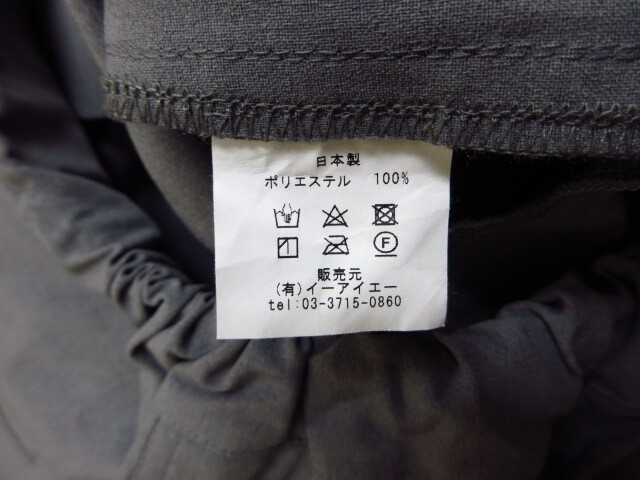 日本製
ポリエステル 100%
F
販売元
(有)イーアイエー
tel:03-3715-0860